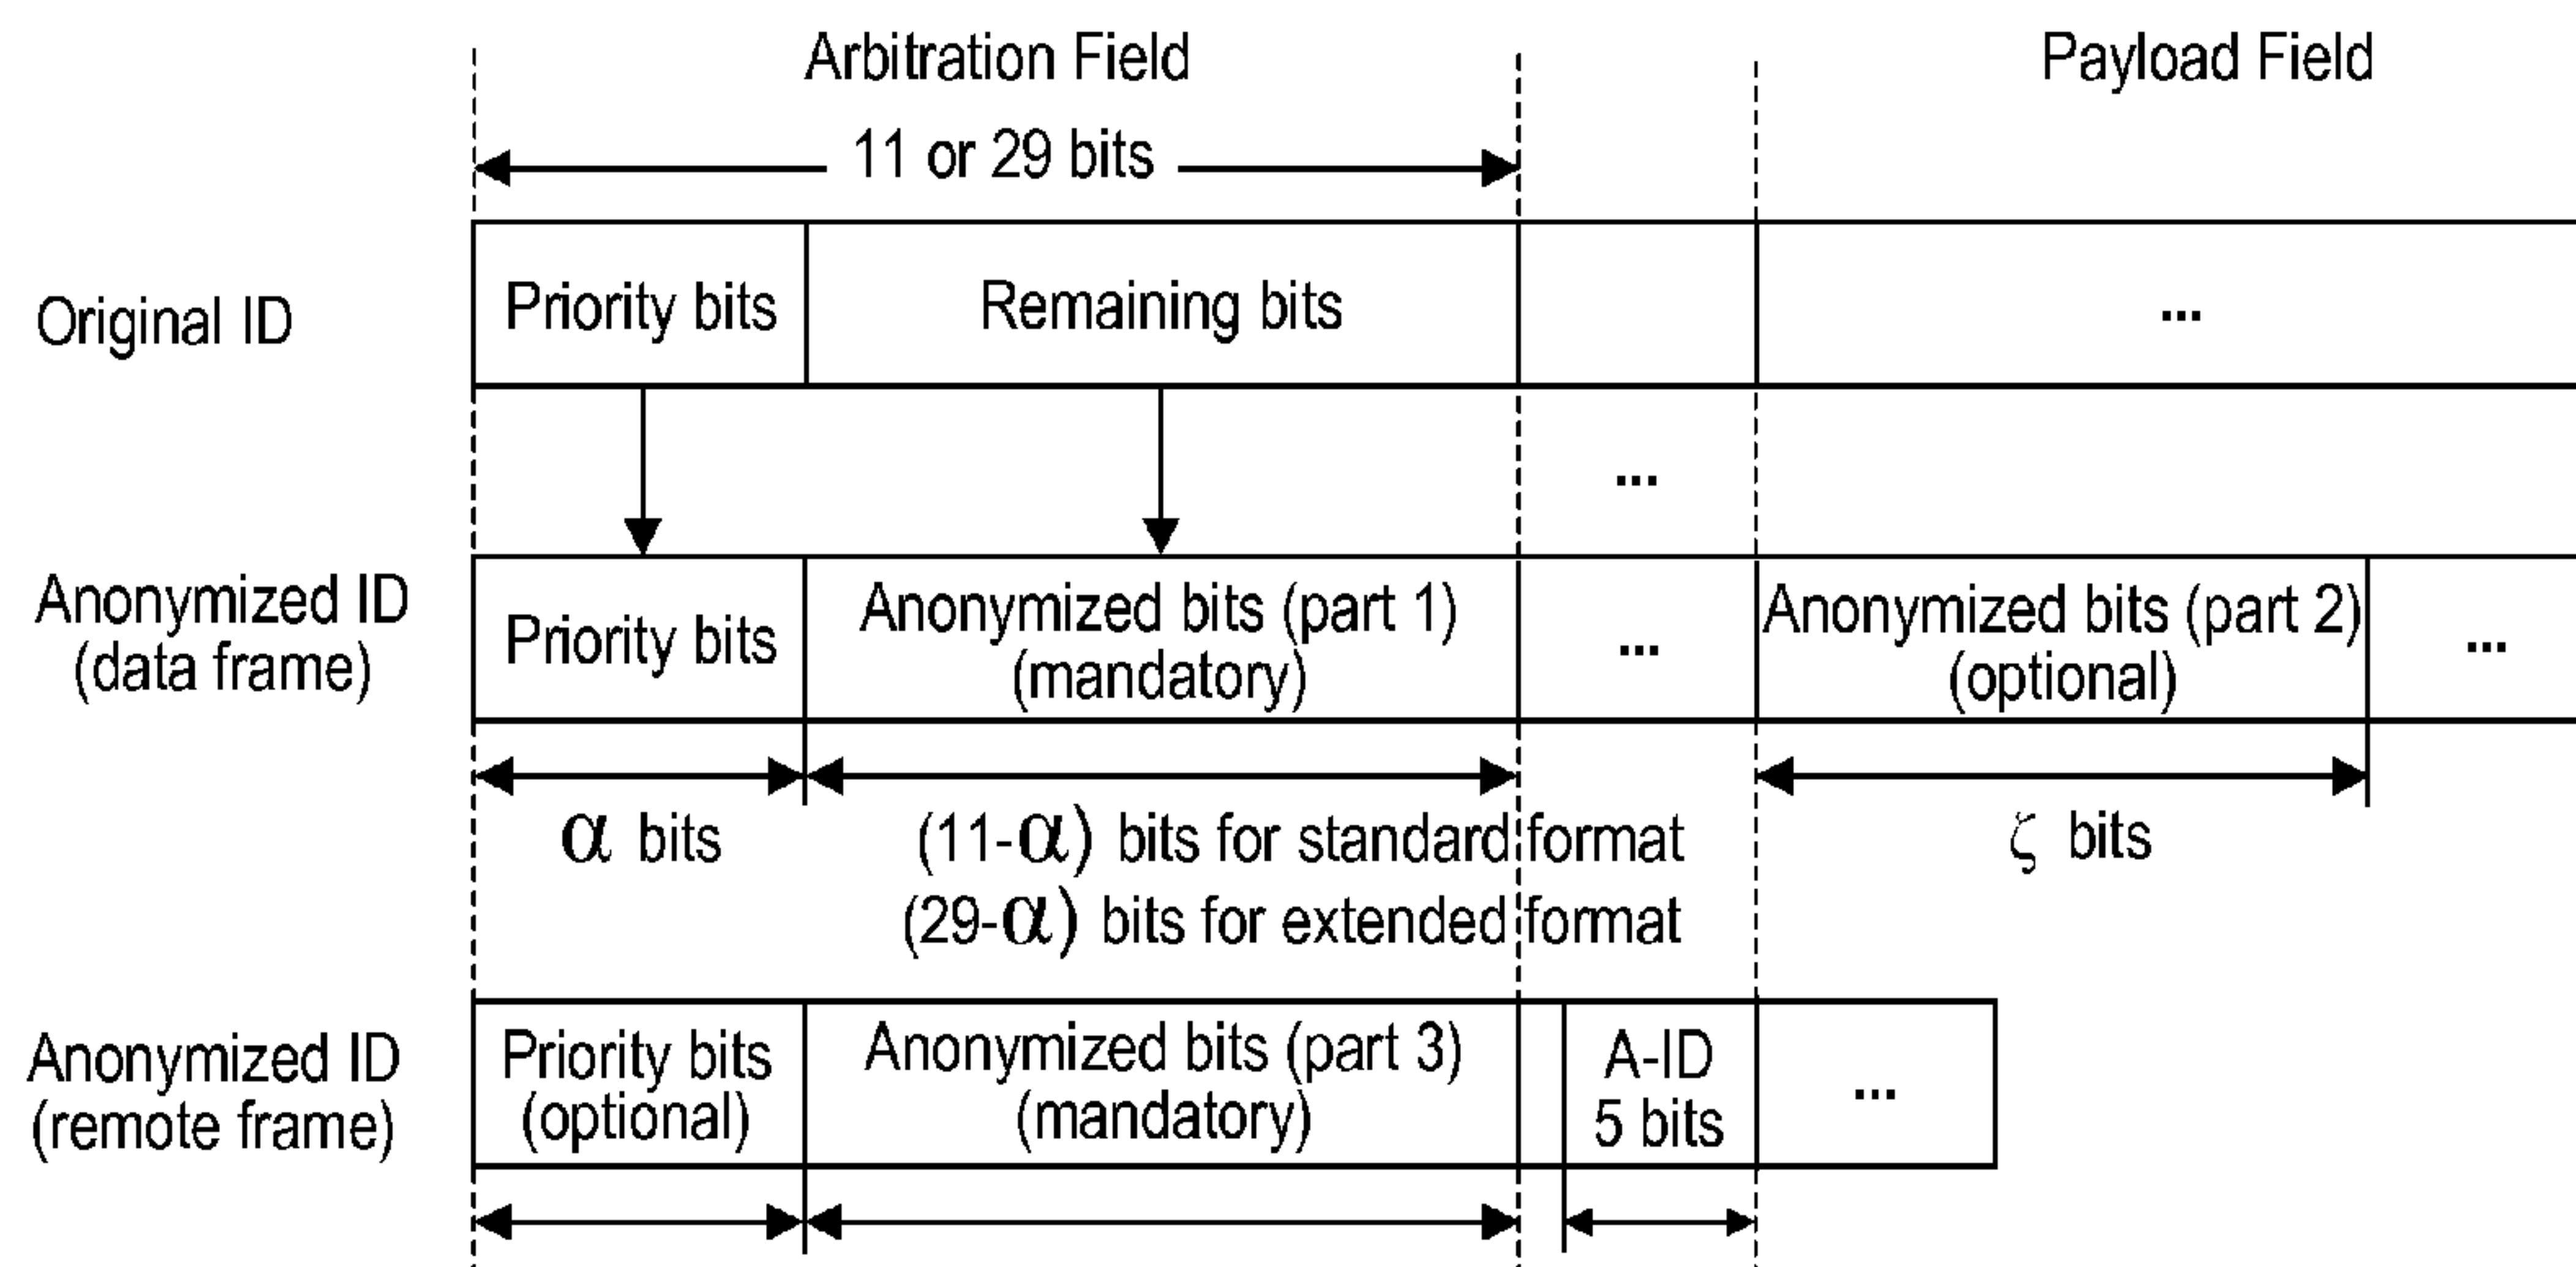 Arbitration Field
Payload Field
11 or 29 bits
Original ID
Priority bits
Remaining bits
...
...
Anonymized ID
(data frame)
Priority bits
Anonymized bits (part 1)
(mandatory)
...
Anonymized bits (part 2)
(optional)
...
α bits
(11-α) bits for standard format
(29-α) bits for extended format
ζ bits
Anonymized ID
(remote frame)
Priority bits
(optional)
Anonymized bits (part 3)
(mandatory)
A-ID
5 bits
...